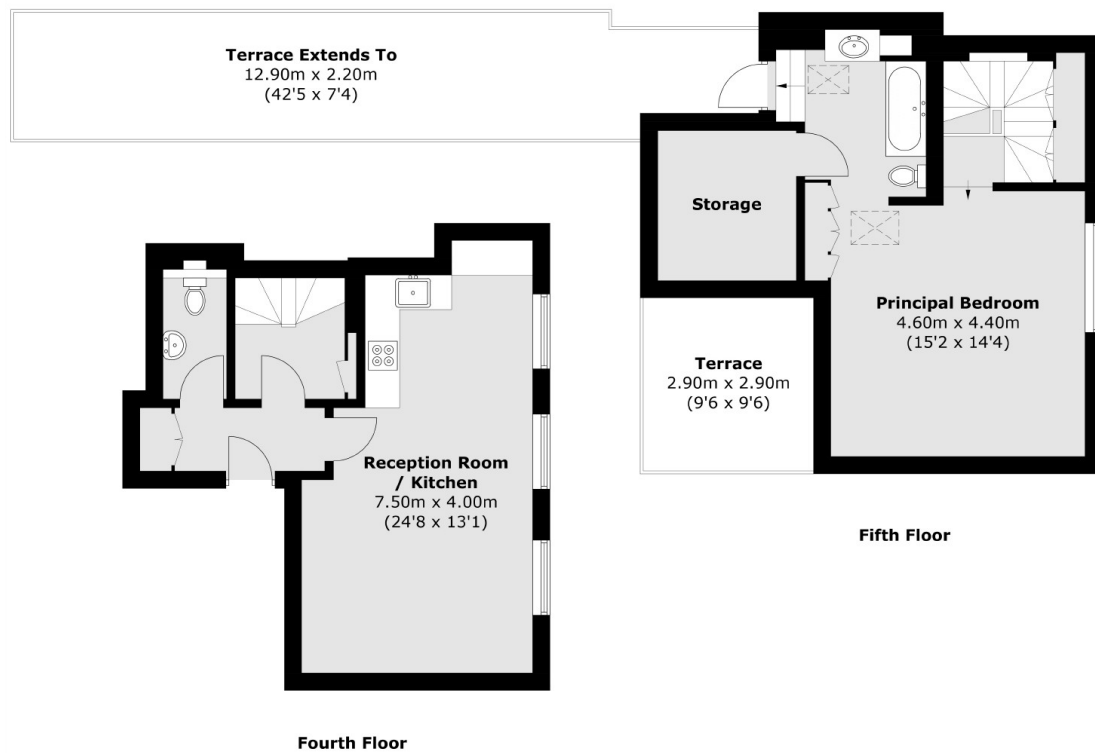 Terrace Extends To
12.90m x 2.20m
(42'5 x 7'4)
Storage
Principal Bedroom
4.60m x 4.40m
(15'2 x 14'4)
Terrace
2.90m x 2.90m
(9'6 x 9'6)
Reception Room
/ Kitchen
7.50m x 4.00m
(24'8 x 13'1)
Fifth Floor
Fourth Floor